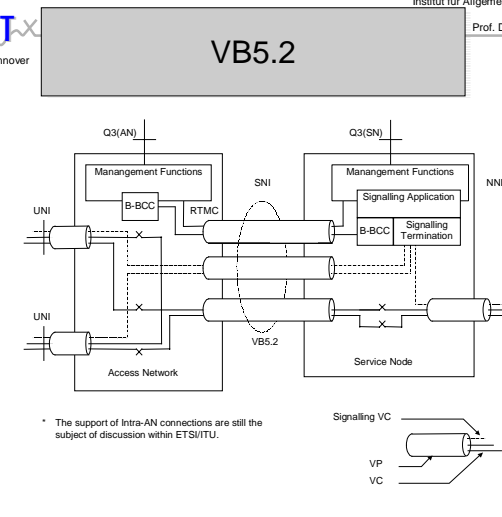 Institut für Allgeme
T
Prof. D
nnover
VB5.2
Q3(AN)
Q3(SN)
Manangement Functions
SNI
Manangement Functions
NNI
Signalling Application
B-BCC
RTMC
UNI
B-BCC
Signalling
Termination
UNI
VB5.2
Access Network
Service Node
* The support of Intra-AN connections are still the
subject of discussion within ETSI/ITU.
Signalling VC
VP
VC